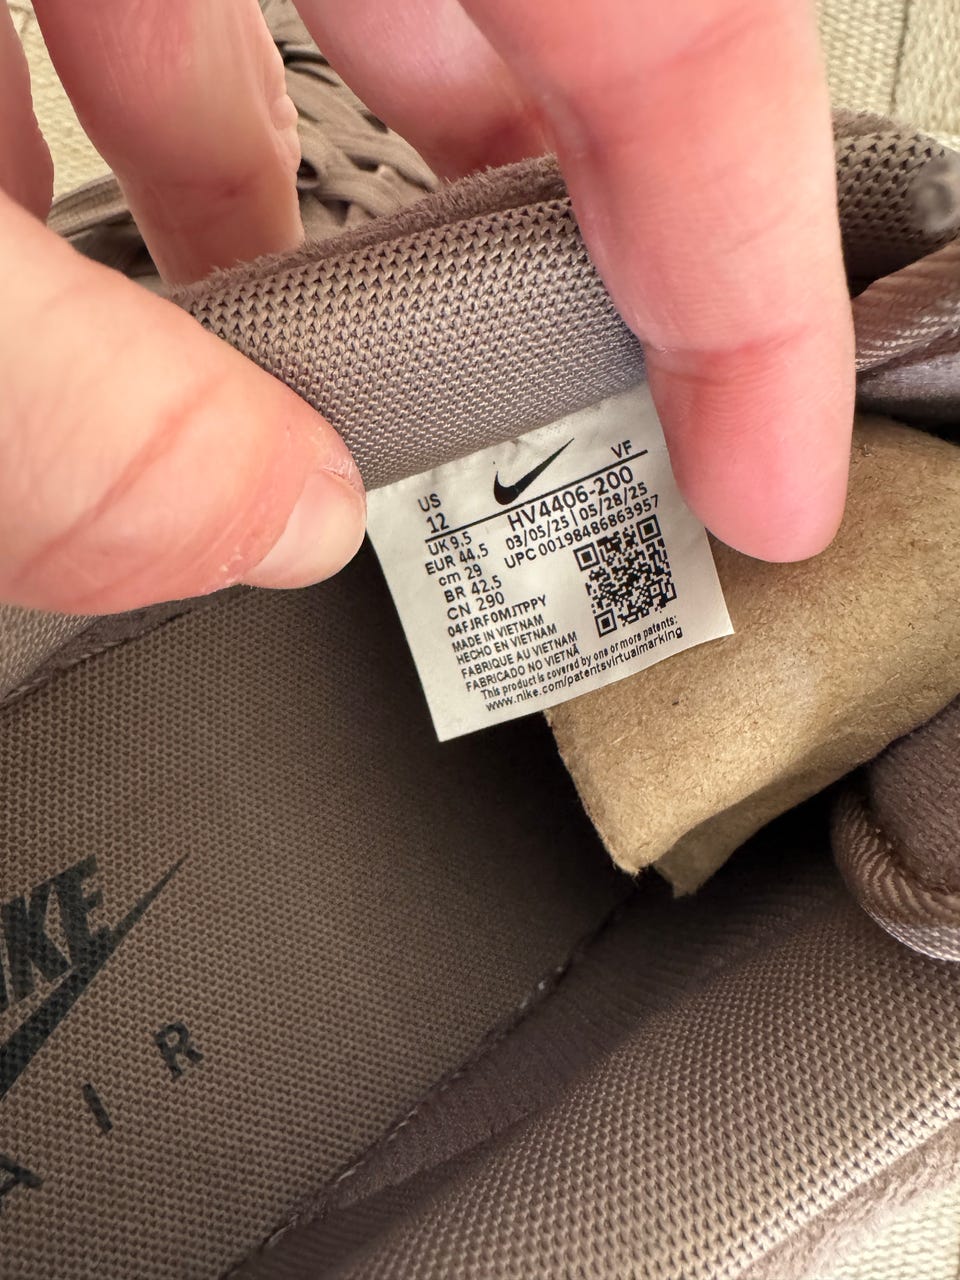 US
12
VF
HV4406-200
03/05/25 | 05/28/25
UPC 00198486863957
UK 9.5
EUR 44.5
cm 29
BR 42.5
CN 290
04FJRF0MJTPPY
MADE IN VIETNAM
HECHO EN VIETNAM
FABRIQUE AU VIETNAM
FABRICADO NO VIETNÃ
This product is covered by one or more patents:
www.nike.com/patentsvirtualmarking
NIKE
AIR